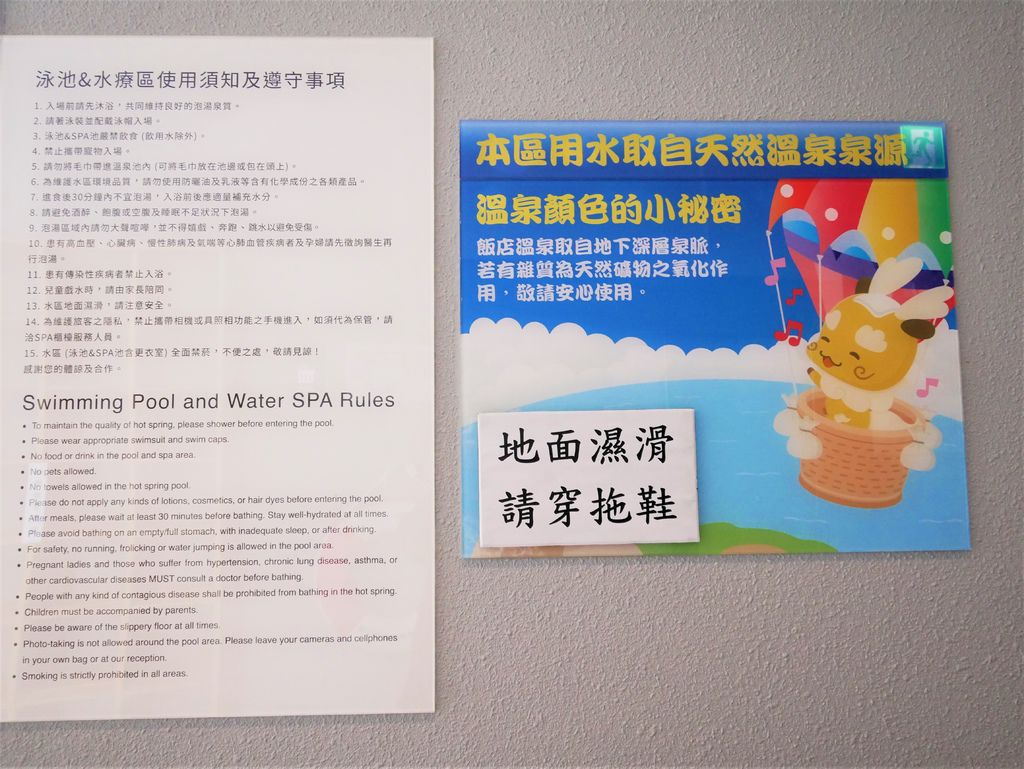 泳池&水療區使用須知及遵守事項
1. 入場前請先沐浴，共同維持良好的泡湯泉質。
2. 請著泳裝並配戴泳帽入場。
3. 泳池&SPA池嚴禁飲食 (飲用水除外)。
4. 禁止攜帶寵物入場。
5. 請勿將毛巾帶進溫泉池內 (可將毛巾放在池邊或包在頭上)。
6. 為維護水區環境品質，請勿使用防曬油及乳液等含有化學成份之各類產品。
7. 進食後30分鐘內不宜泡湯，入浴前後應適量補充水分。
8. 請避免酒醉、飽腹或空腹及睡眠不足狀況下泡湯。
9. 泡湯區域內請勿大聲喧嘩，並不得嬉戲、奔跑、跳水以避免受傷。
10. 患有高血壓、心臟病、慢性肺病及氣喘等心肺血管疾病者及孕婦請先徵詢醫生再
行泡湯。
11. 患有傳染性疾病者禁止入浴。
12. 兒童戲水時，請由家長陪同。
13. 水區地面濕滑，請注意安全。
14. 為維護旅客之隱私，禁止攜帶相機或具照相功能之手機進入，如須代為保管，請
洽SPA櫃檯服務人員。
15. 水區 (泳池&SPA池含更衣室) 全面禁菸，不便之處，敬請見諒！
感謝您的體諒及合作。
Swimming Pool and Water SPA Rules
• To maintain the quality of hot spring, please shower before entering the pool.
• Please wear appropriate swimsuit and swim caps.
• No food or drink in the pool and spa area.
• No pets allowed.
• No towels allowed in the hot spring pool.
• Please do not apply any kinds of lotions, cosmetics, or hair dyes before entering the pool.
• After meals, please wait at least 30 minutes before bathing. Stay well-hydrated at all times.
• Please avoid bathing on an empty/full stomach, with inadequate sleep, or after drinking.
• For safety, no running, frolicking or water jumping is allowed in the pool area.
• Pregnant ladies and those who suffer from hypertension, chronic lung disease, asthma, or
other cardiovascular diseases MUST consult a doctor before bathing.
• People with any kind of contagious disease shall be prohibited from bathing in the hot spring.
• Children must be accompanied by parents.
• Please be aware of the slippery floor at all times.
• Photo-taking is not allowed around the pool area. Please leave your cameras and cellphones
in your own bag or at our reception.
• Smoking is strictly prohibited in all areas.
本區用水取自天然溫泉泉源
溫泉顏色的小秘密
飯店溫泉取自地下深層泉脈，
若有雜質為天然礦物之氧化作
用，敬請安心使用。
地面濕滑
請穿拖鞋